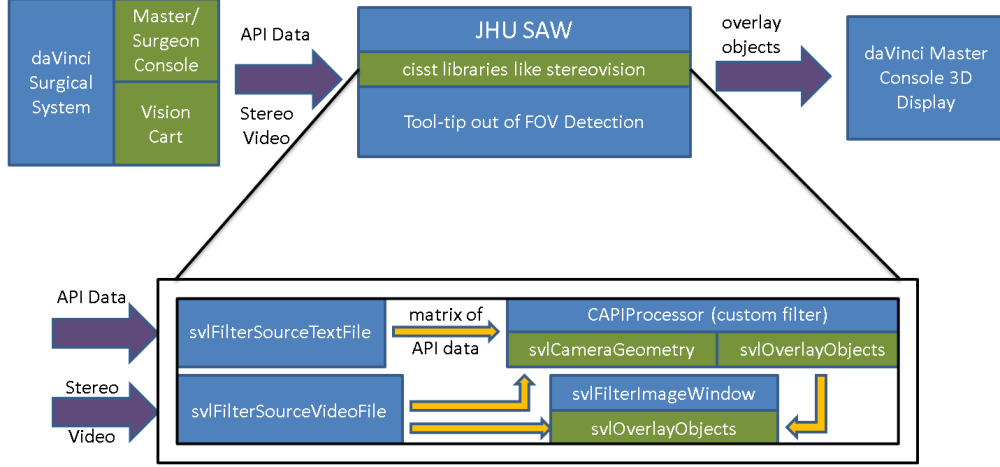 daVinci
Surgical
System
Master/
Surgeon
Console
Vision
Cart
API Data
Stereo
Video
JHU SAW
cisst libraries like stereovision
Tool-tip out of FOV Detection
overlay
objects
daVinci Master
Console 3D
Display
API Data
svlFilterSourceTextFile
matrix of
API data
CAPIProcessor (custom filter)
svlCameraGeometry
svlOverlayObjects
Stereo
Video
svlFilterSourceVideoFile
svlFilterImageWindow
svlOverlayObjects